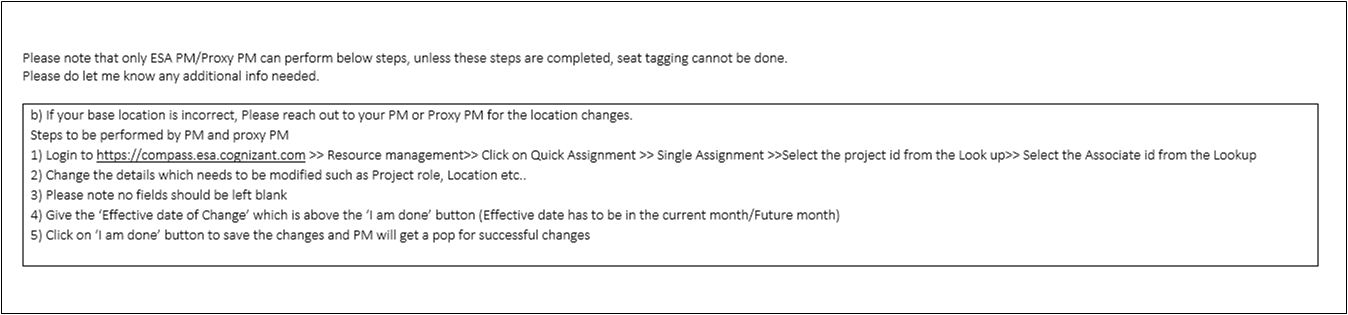 Please note that only ESA PM/Proxy PM can perform below steps, unless these steps are completed, seat tagging cannot be done.
Please do let me know any additional info needed.
b) If your base location is incorrect, Please reach out to your PM or Proxy PM for the location changes.
Steps to be performed by PM and proxy PM
1) Login to https://compass.esa.cognizant.com >> Resource management>> Click on Quick Assignment >> Single Assignment >>Select the project id from the Look up>> Select the Associate id from the Lookup
2) Change the details which needs to be modified such as Project role, Location etc..
3) Please note no fields should be left blank
4) Give the ‘Effective date of Change’ which is above the ‘I am done’ button (Effective date has to be in the current month/Future month)
5) Click on ‘I am done’ button to save the changes and PM will get a pop for successful changes